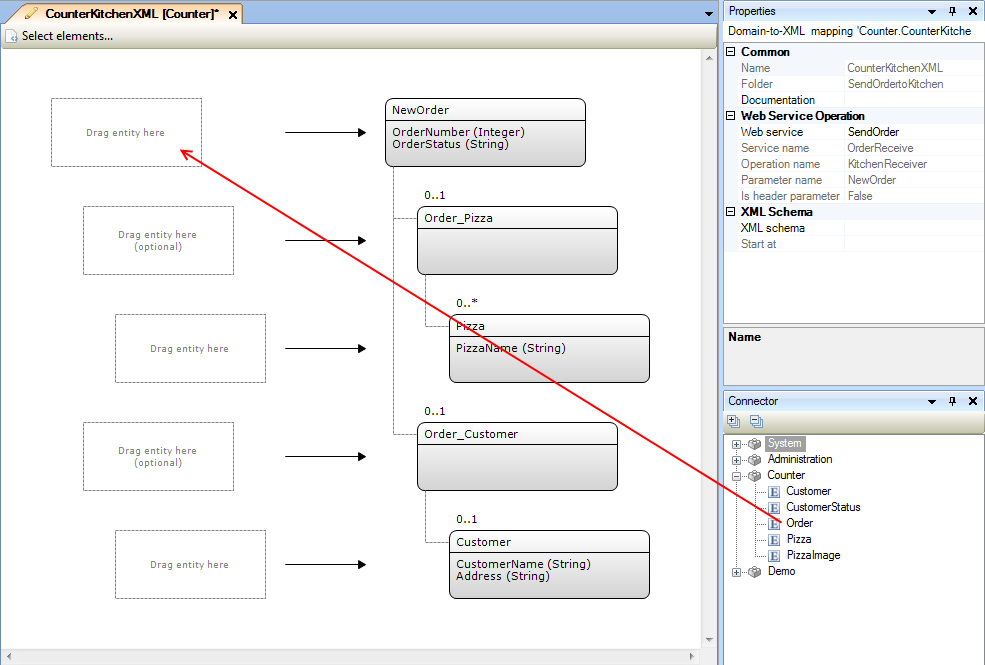 CounterKitchenXML [Counter]*
Select elements...
Drag entity here
NewOrder
OrderNumber (Integer)
OrderStatus (String)
0..1
Drag entity here
(optional)
Order_Pizza
0..*
Drag entity here
Pizza
PizzaName (String)
0..1
Drag entity here
(optional)
Order_Customer
0..1
Drag entity here
Customer
CustomerName (String)
Address (String)
Properties
Domain-to-XML mapping 'Counter.CounterKitche
Common
Name CounterKitchenXML
Folder SendOrdertoKitchen
Documentation
Web Service Operation
Web service SendOrder
Service name OrderReceive
Operation name KitchenReceiver
Parameter name NewOrder
Is header parameter False
XML Schema
XML schema
Start at
Name
Connector
System
Administration
Counter
E Customer
E CustomerStatus
E Order
E Pizza
E PizzaImage
Demo